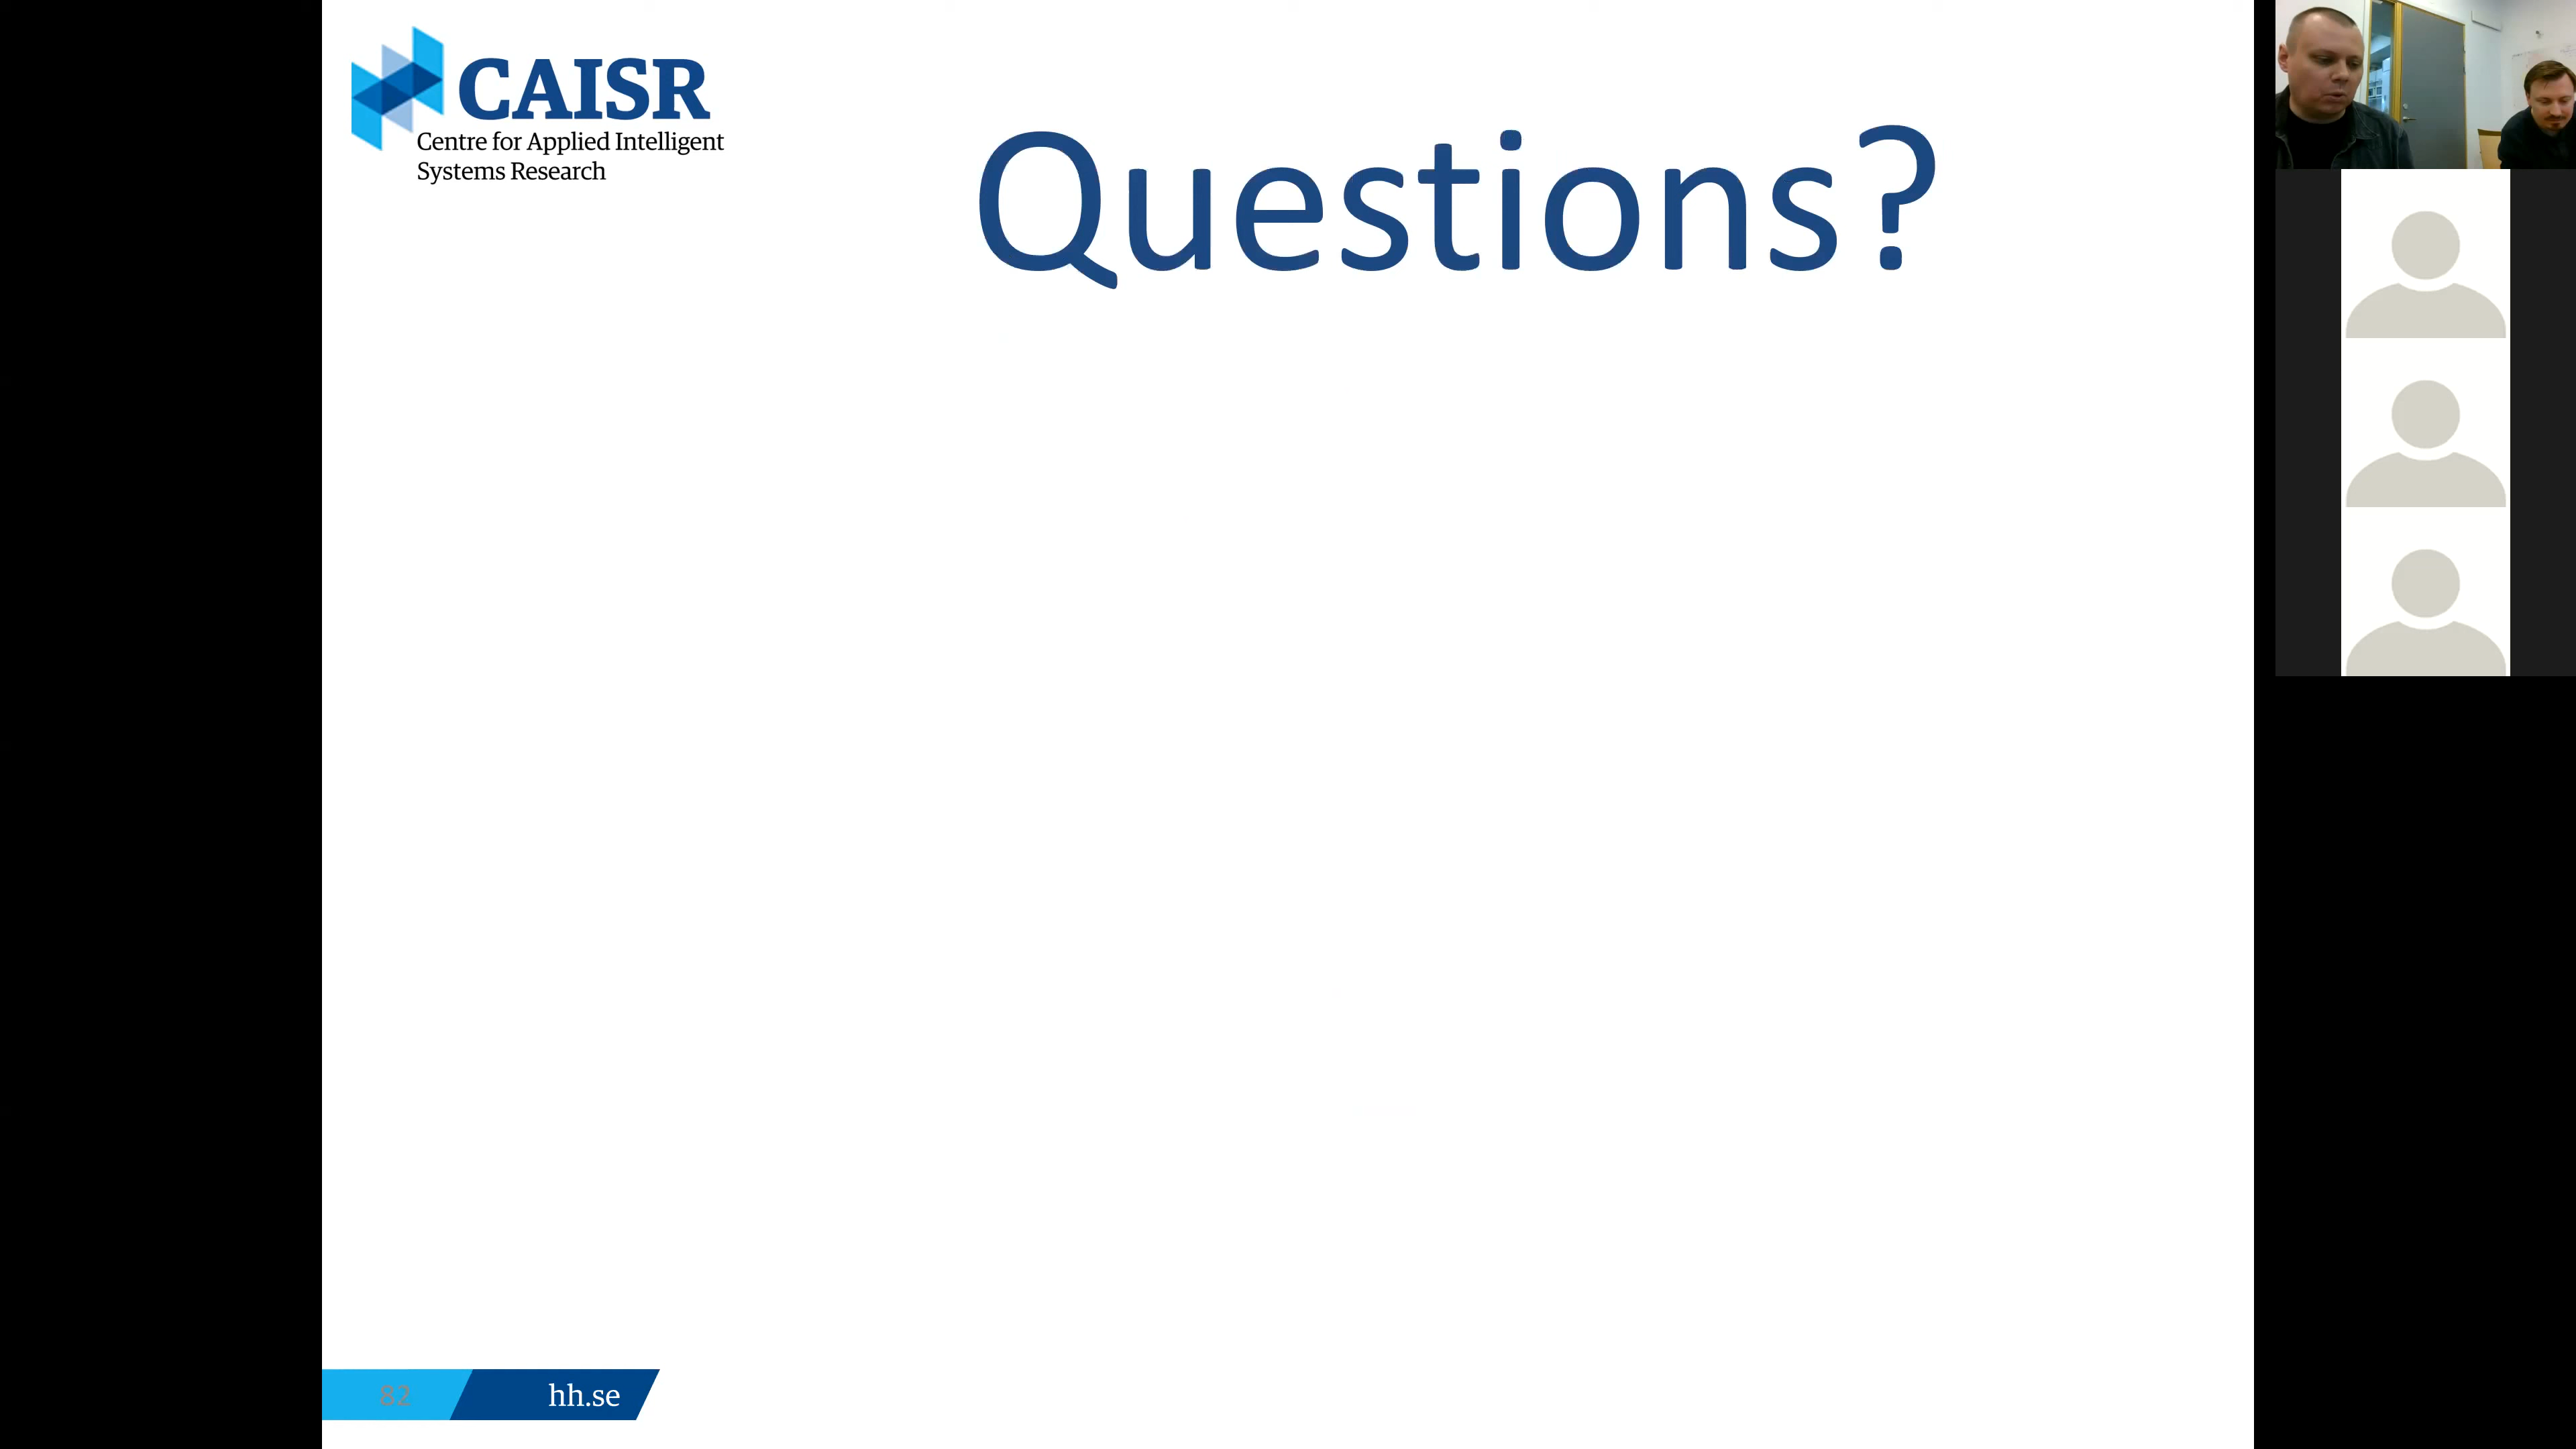 CAISR
Centre for Applied Intelligent
Systems Research
Questions?
82
hh.se